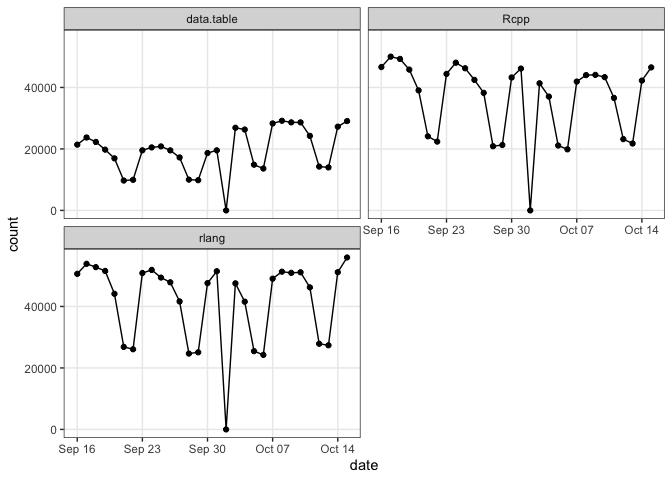 data.table
Rcpp
40000
20000
0
Sep 16 Sep 23 Sep 30 Oct 07 Oct 14
rlang
count
40000
20000
0
Sep 16 Sep 23 Sep 30 Oct 07 Oct 14
date